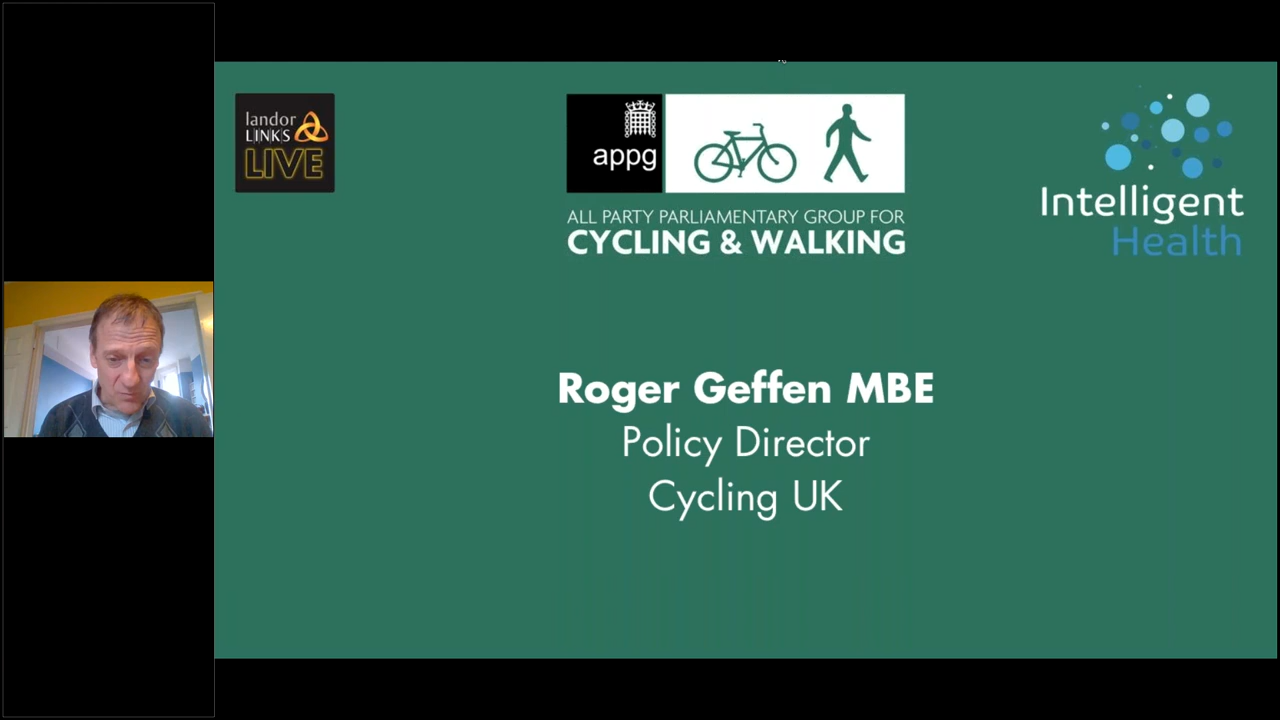 landor
LINKS
LIVE
appg
ALL PARTY PARLIAMENTARY GROUP FOR
CYCLING & WALKING
Intelligent
Health
Roger Geffen MBE
Policy Director
Cycling UK